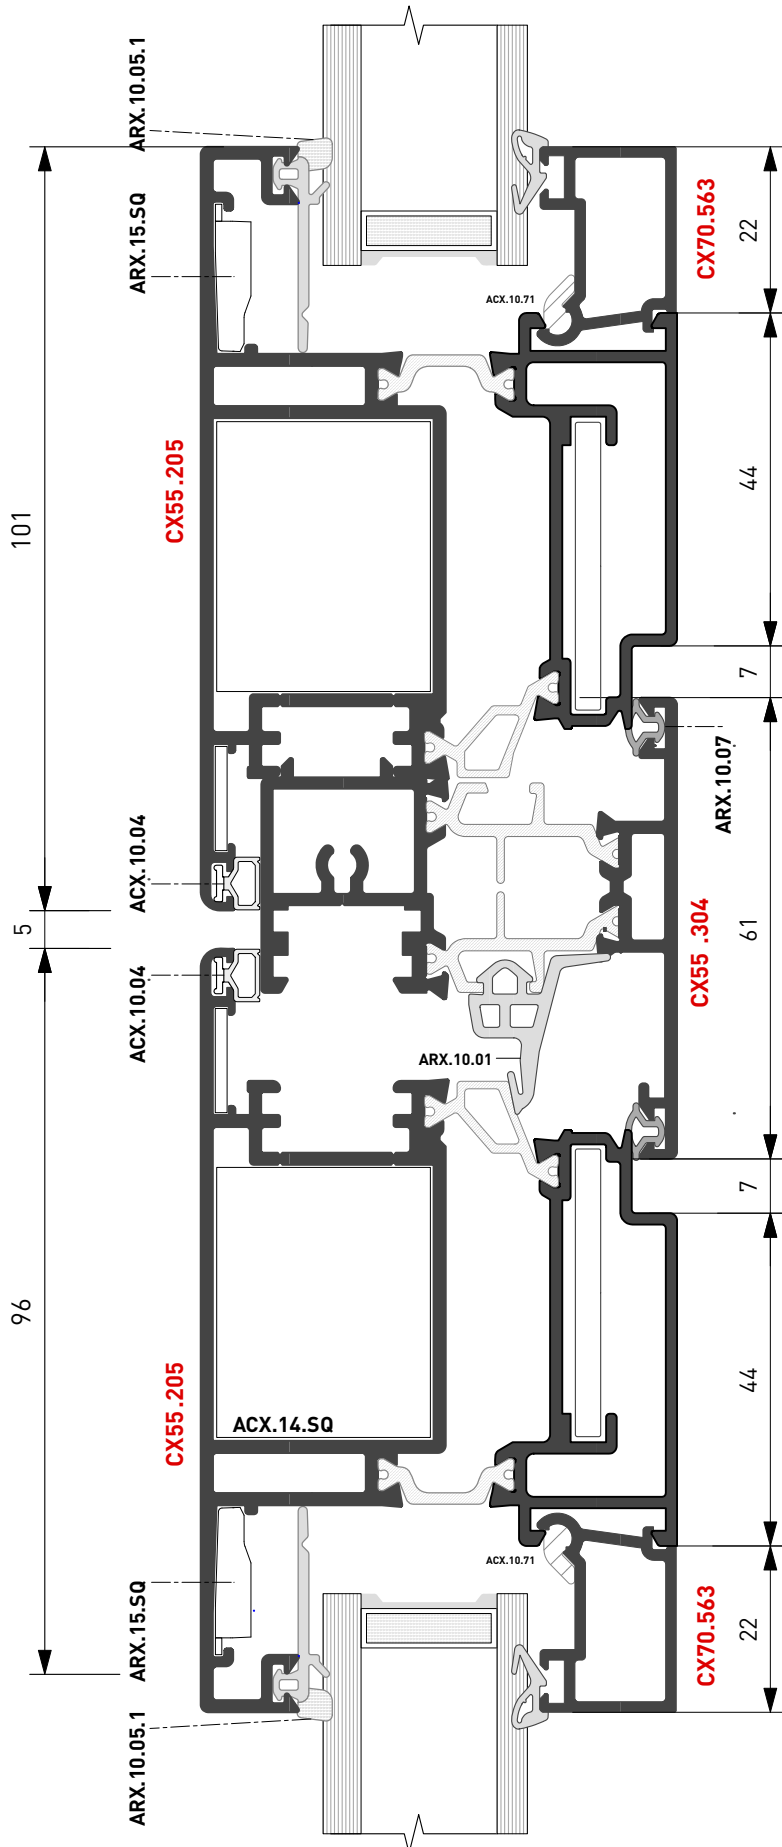 ARX.10.05.1
ARX.15.SQ
CX70.563
22
ACX.10.71
CX55.205
101
44
7
ARX.10.07
ACX.10.04
5
CX55 .304
61
ACX.10.04
ARX.10.01
7
96
CX55.205
44
ACX.14.SQ
ACX.10.71
ARX.15.SQ
CX70.563
22
ARX.10.05.1